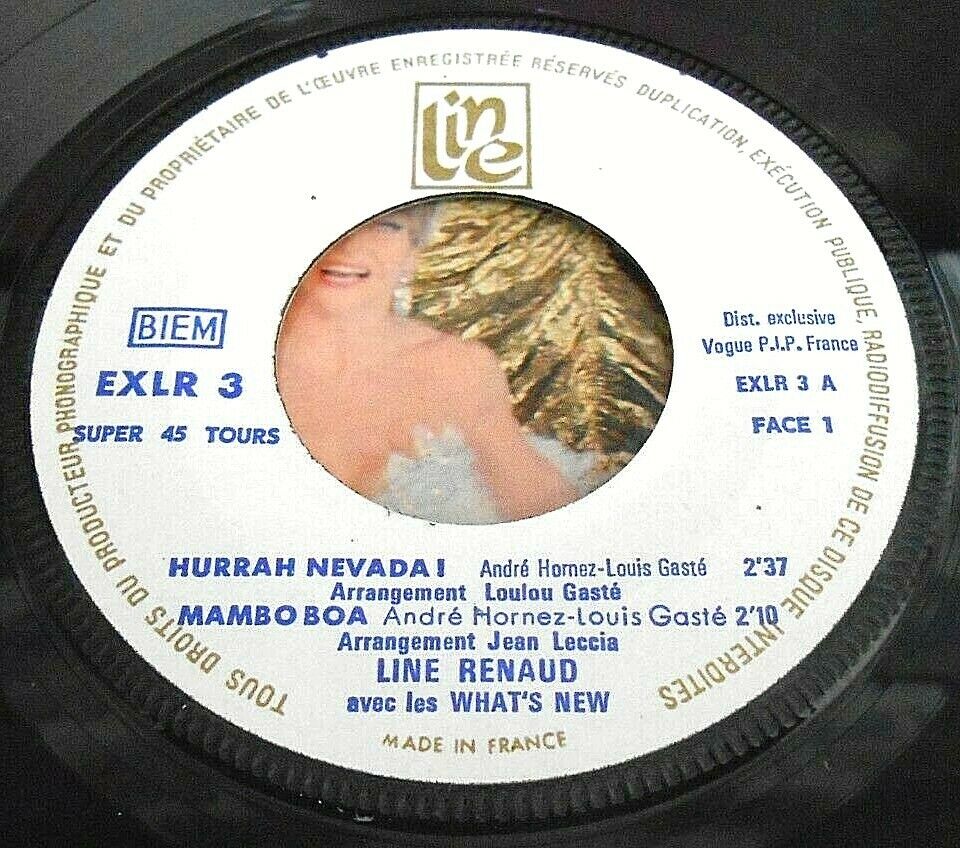 TOUS DROITS DU PRODUCTEUR PHONOGRAPHIQUE ET DU PROPRIÉTAIRE DE L'ŒUVRE ENREGISTRÉE RÉSERVÉS DUPLICATION, EXÉCUTION PUBLIQUE, RADIODIFFUSION DE CE DISQUE INTERDITES
Line
BIEM
EXLR 3
SUPER 45 TOURS
Dist. exclusive
Vogue P.I.P. France
EXLR 3 A
FACE 1
HURRAH NEVADA! André Hornez-Louis Gasté 2'37
Arrangement Loulou Gasté
MAMBO BOA André Hornez-Louis Gasté 2'10
Arrangement Jean Leccia
LINE RENAUD
avec les WHAT'S NEW
MADE IN FRANCE